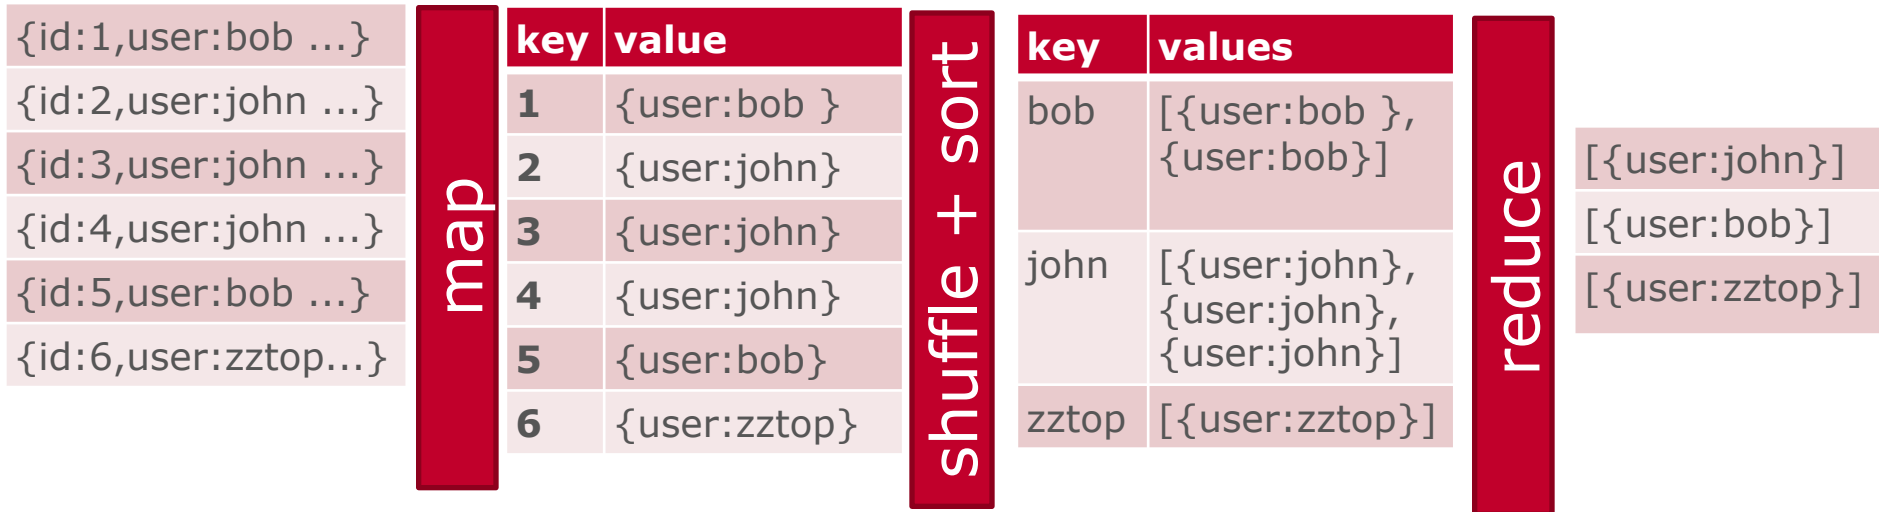 {id:1,user:bob ...}
{id:2,user:john ...}
{id:3,user:john ...}
{id:4,user:john ...}
{id:5,user:bob ...}
{id:6,user:zztop...}
map
key value
1 {user:bob }
2 {user:john}
3 {user:john}
4 {user:john}
5 {user:bob}
6 {user:zztop}
shuffle + sort
key values
bob [{user:bob },
{user:bob}]
john [{user:john},
{user:john},
{user:john}]
zztop [{user:zztop}]
reduce
[{user:john}]
[{user:bob}]
[{user:zztop}]